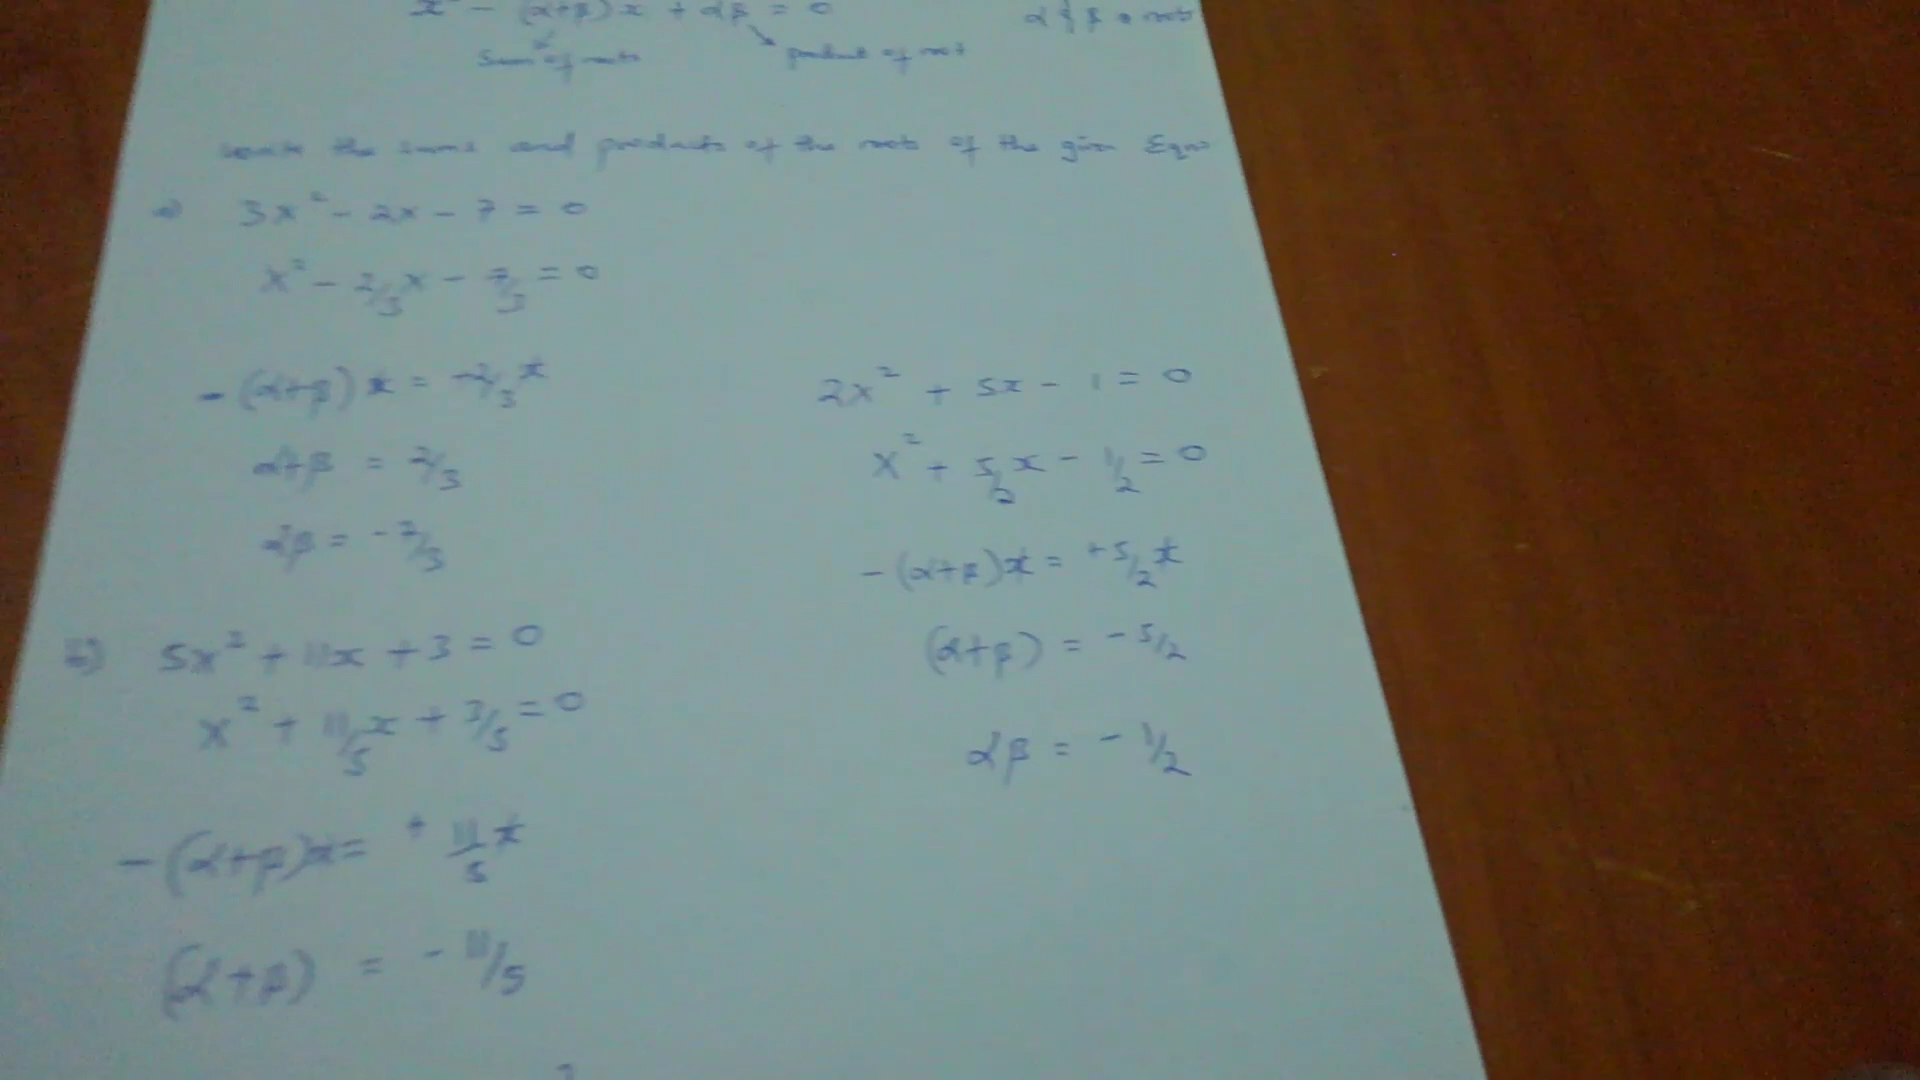 x² - (α+β)x + αβ = 0 α & β → roots
Sum of roots product of root
the sums and products of the roots of the given Eqns
3x² - 2x - 7 = 0
x² - 2/3x - 7/3 = 0
-(α+β)x = -2/3x
α+β = 2/3
αβ = -7/3
ii) 5x² + 11x + 3 = 0
x² + 11/5x + 3/5 = 0
-(α+β)x = + 11/5x
(α+β) = - 11/5
2x² + 5x - 1 = 0
x² + 5/2x - 1/2 = 0
-(α+β)x = +5/2x
(α+β) = -5/2
αβ = - 1/2